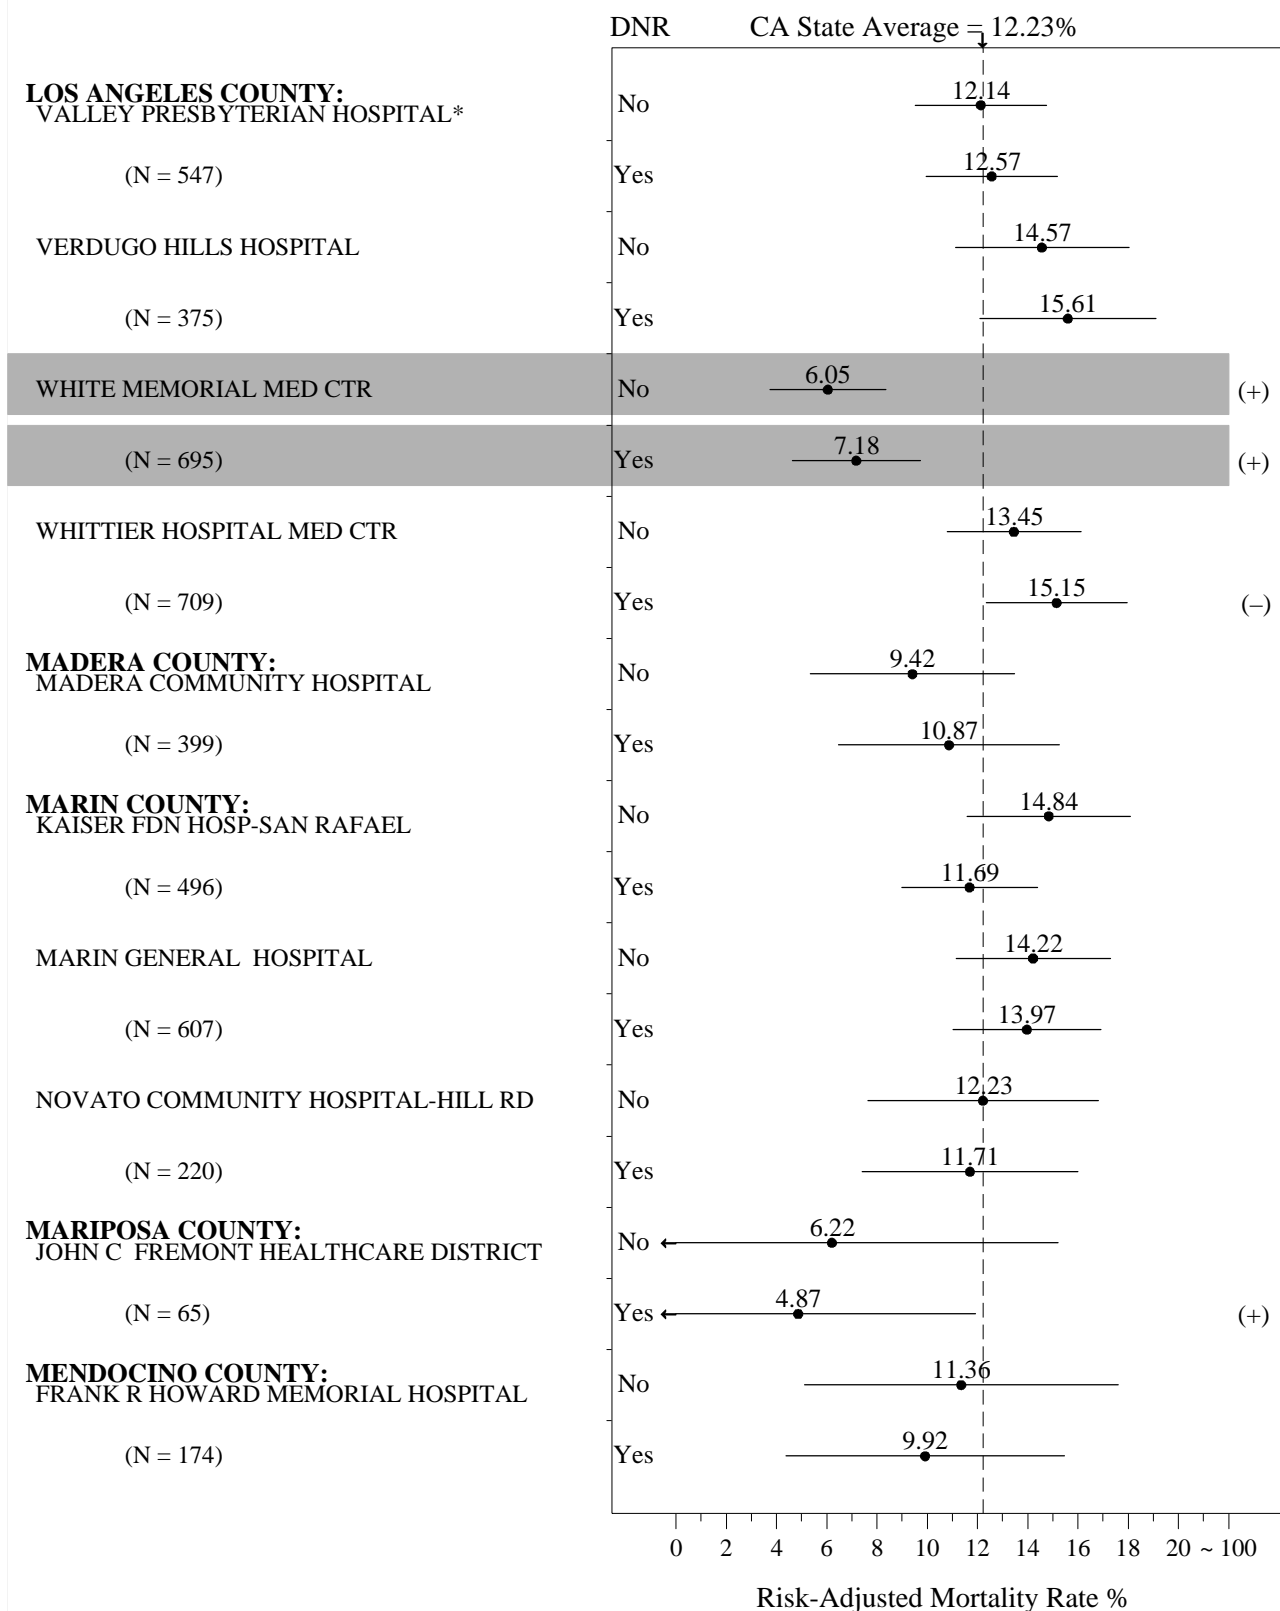 DNR CA State Average = 12.23%
LOS ANGELES COUNTY:
VALLEY PRESBYTERIAN HOSPITAL* No 12.14
(N = 547) Yes 12.57
VERDUGO HILLS HOSPITAL No 14.57
(N = 375) Yes 15.61
WHITE MEMORIAL MED CTR No 6.05 (+)
(N = 695) Yes 7.18 (+)
WHITTIER HOSPITAL MED CTR No 13.45
(N = 709) Yes 15.15 (–)
MADERA COUNTY:
MADERA COMMUNITY HOSPITAL No 9.42
(N = 399) Yes 10.87
MARIN COUNTY:
KAISER FDN HOSP-SAN RAFAEL No 14.84
(N = 496) Yes 11.69
MARIN GENERAL  HOSPITAL No 14.22
(N = 607) Yes 13.97
NOVATO COMMUNITY HOSPITAL-HILL RD No 12.23
(N = 220) Yes 11.71
MARIPOSA COUNTY:
JOHN C  FREMONT HEALTHCARE DISTRICT No 6.22
(N = 65) Yes 4.87 (+)
MENDOCINO COUNTY:
FRANK R HOWARD MEMORIAL HOSPITAL No 11.36
(N = 174) Yes 9.92
0 2 4 6 8 10 12 14 16 18 20 ~ 100
Risk-Adjusted Mortality Rate %